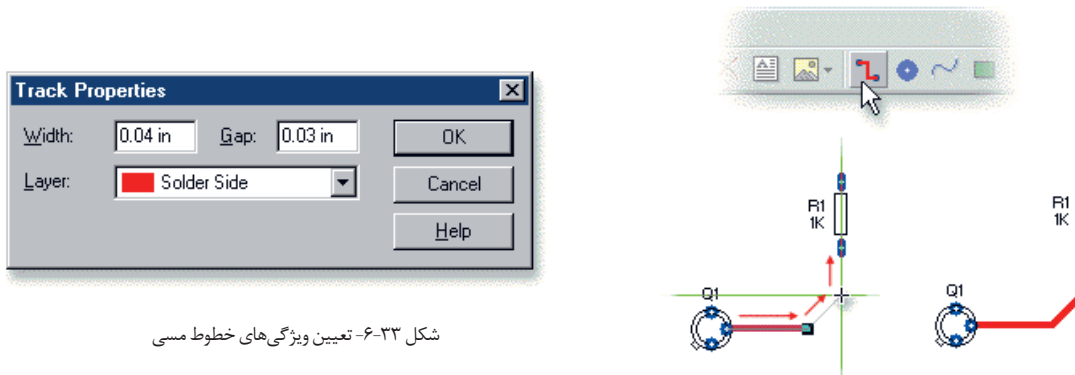 Track Properties
Width: 0.04 in Gap: 0.03 in OK
Layer: Solder Side Cancel
Help
شکل ۳۳-۶- تعیین ویژگی‌های خطوط مسی
R1
1K
Q1
R1
1K
Q1